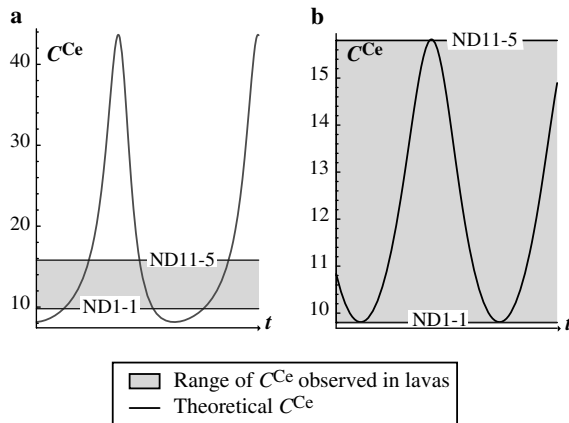 a
C^Ce
40
30
20
10
ND11-5
ND1-1
t
b
C^Ce
15
14
13
12
11
10
ND11-5
ND1-1
t
Range of C^Ce observed in lavas
Theoretical C^Ce